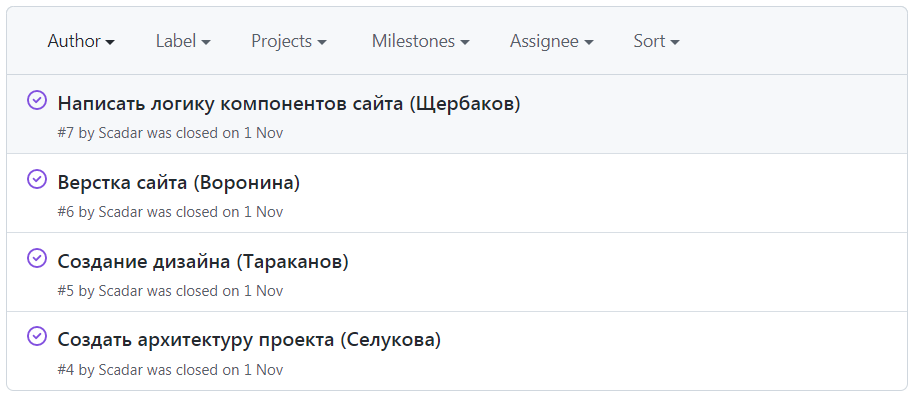 Author Label Projects Milestones Assignee Sort
Написать логику компонентов сайта (Щербаков)
#7 by Scadar was closed on 1 Nov
Верстка сайта (Воронина)
#6 by Scadar was closed on 1 Nov
Создание дизайна (Тараканов)
#5 by Scadar was closed on 1 Nov
Создать архитектуру проекта (Селукова)
#4 by Scadar was closed on 1 Nov